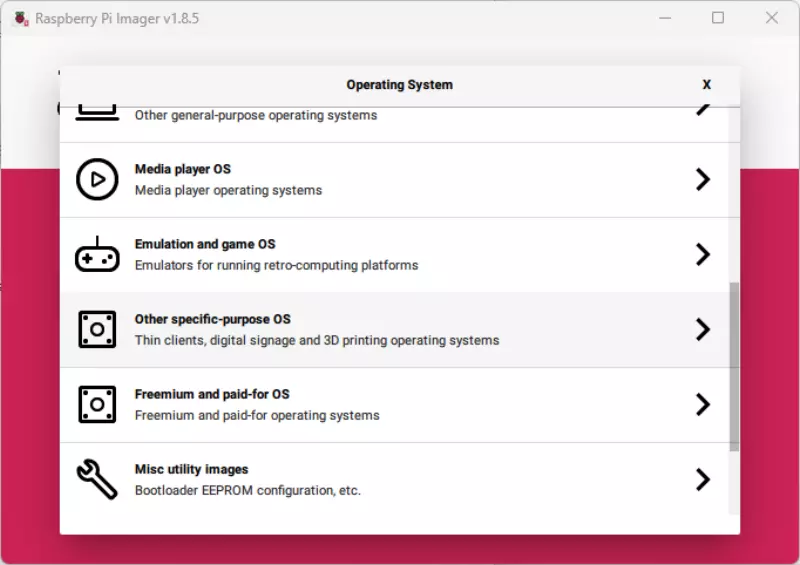 Raspberry Pi Imager v1.8.5
Operating System
X
Other general-purpose operating systems
Media player OS
Media player operating systems
Emulation and game OS
Emulators for running retro-computing platforms
Other specific-purpose OS
Thin clients, digital signage and 3D printing operating systems
Freemium and paid-for OS
Freemium and paid-for operating systems
Misc utility images
Bootloader EEPROM configuration, etc.